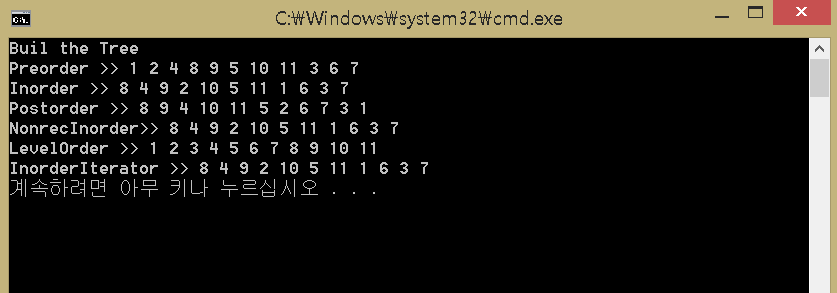 C:\Windows\system32\cmd.exe
Buil the Tree
Preorder >> 1 2 4 8 9 5 10 11 3 6 7
Inorder >> 8 4 9 2 10 5 11 1 6 3 7
Postorder >> 8 9 4 10 11 5 2 6 7 3 1
NonrecInorder>> 8 4 9 2 10 5 11 1 6 3 7
LevelOrder >> 1 2 3 4 5 6 7 8 9 10 11
InorderIterator >> 8 4 9 2 10 5 11 1 6 3 7
계속하려면 아무 키나 누르십시오 . . .